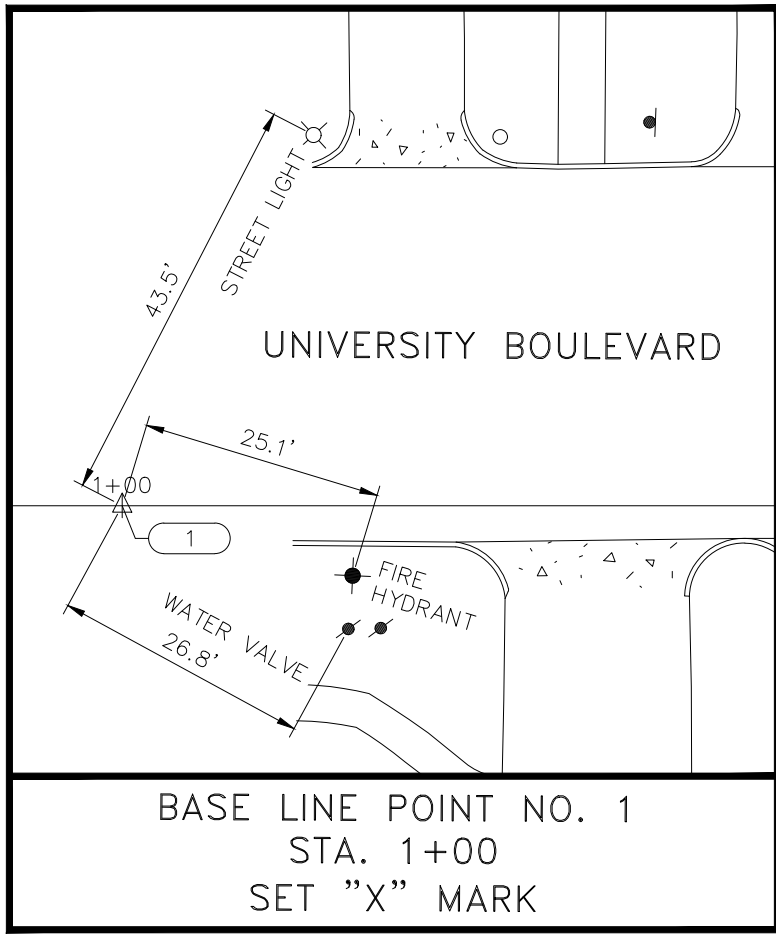 STREET LIGHT
43.5'
UNIVERSITY BOULEVARD
25.1'
1+00
1
FIRE
HYDRANT
WATER VALVE
26.8'
BASE LINE POINT NO. 1
STA. 1+00
SET "X" MARK